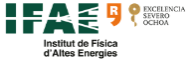 IFAE
EXCELENCIA
SEVERO
OCHOA
Institut de Física
d'Altes Energies